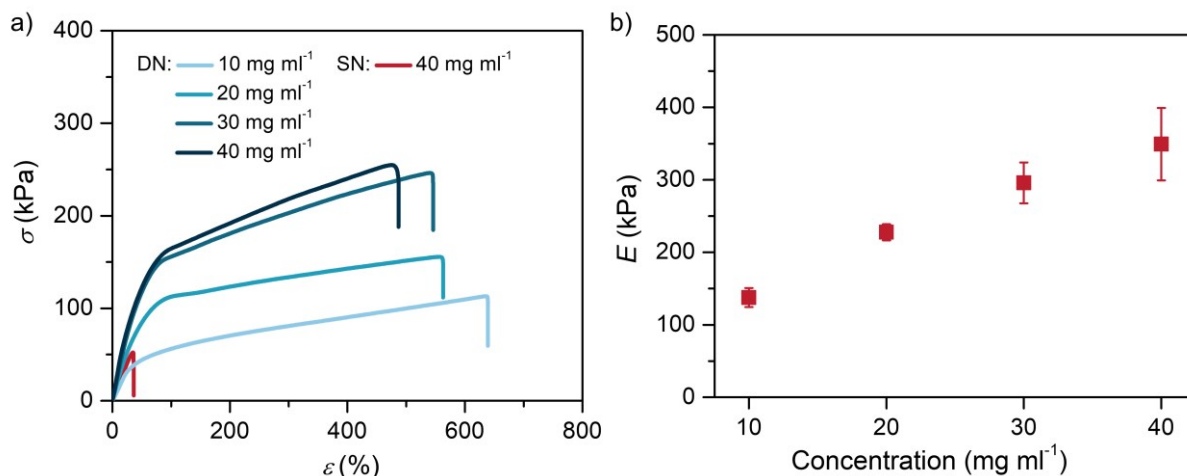 a)
400
300
200
100
0
σ (kPa)
DN: 10 mg ml⁻¹ SN: 40 mg ml⁻¹
20 mg ml⁻¹
30 mg ml⁻¹
40 mg ml⁻¹
0 200 400 600 800
ε (%)
b)
500
400
300
200
100
0
E (kPa)
10 20 30 40
Concentration (mg ml⁻¹)